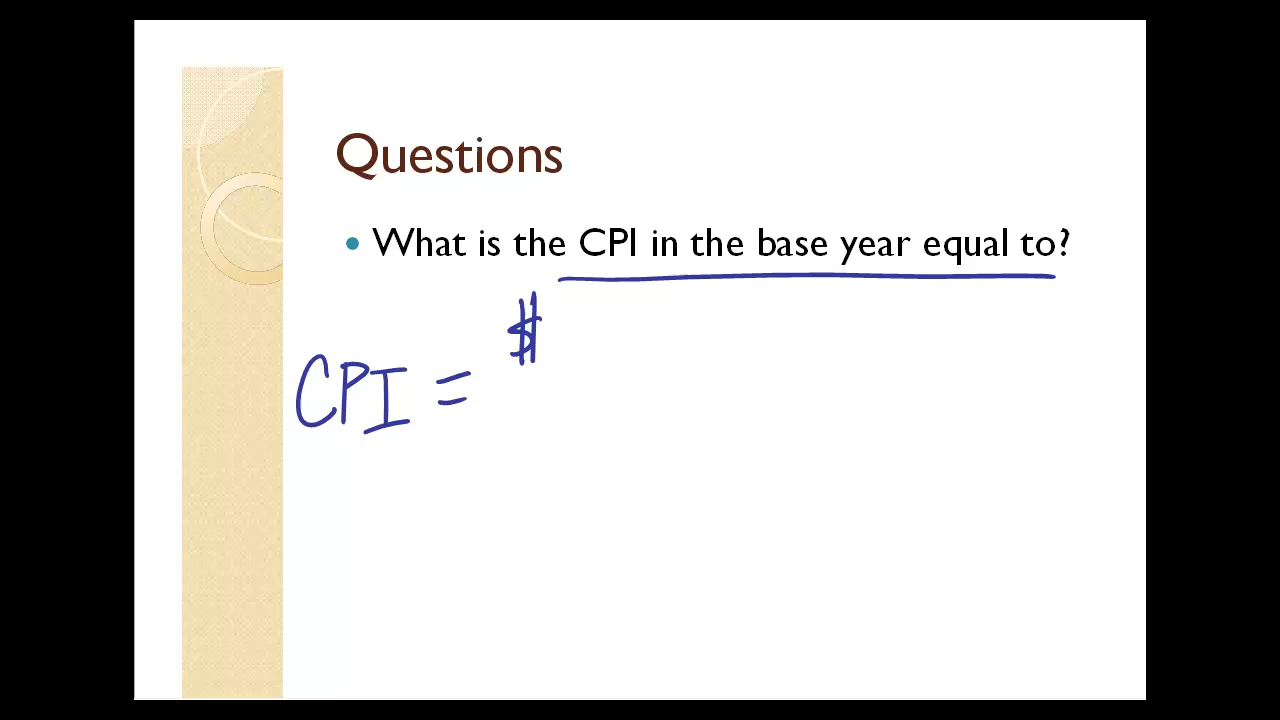 Questions
• What is the CPI in the base year equal to?
$
CPI =